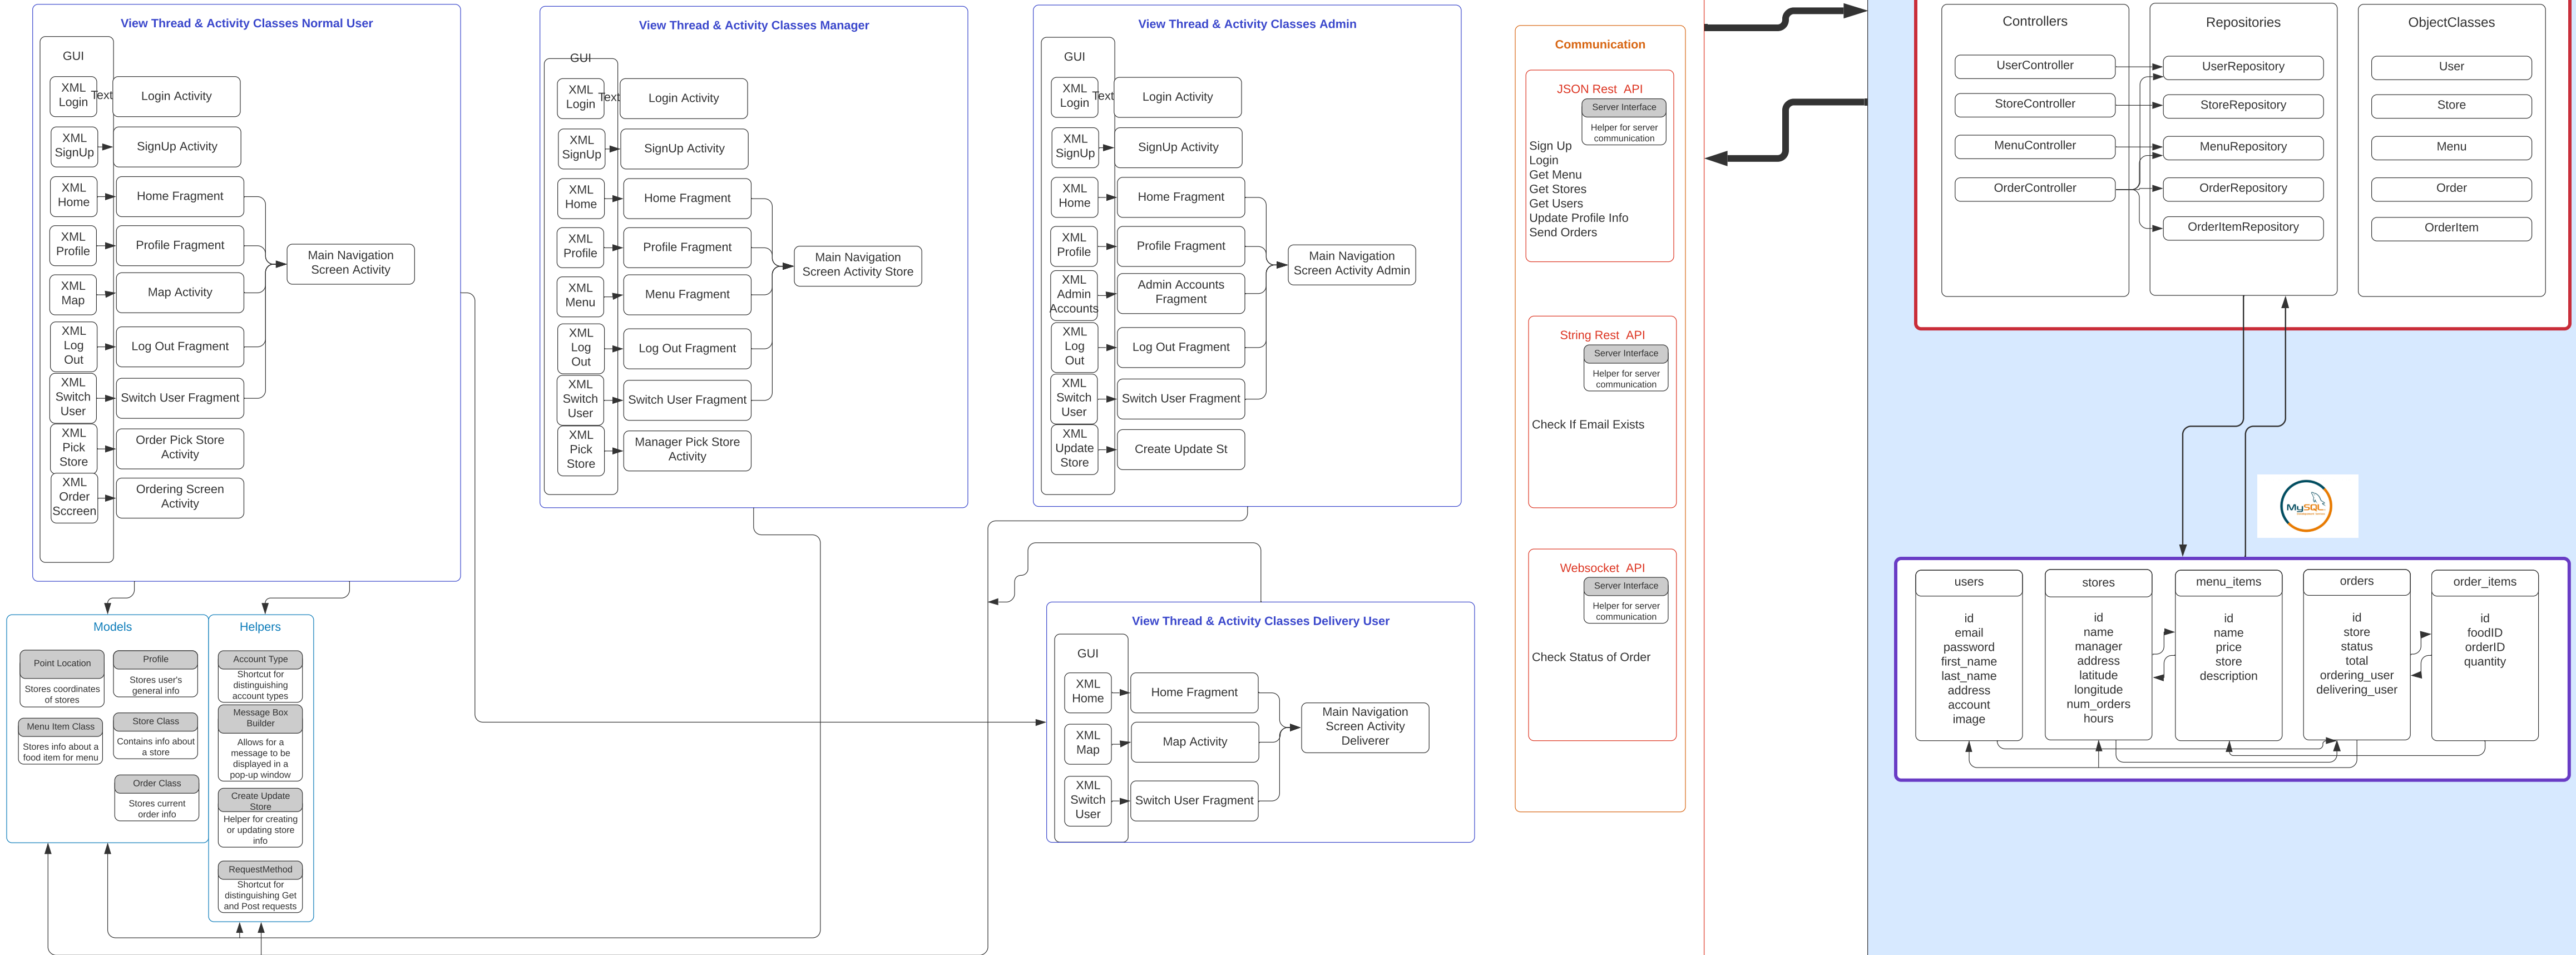 View Thread & Activity Classes Normal User
GUI
XML
Login
Text
Login Activity
XML
SignUp
SignUp Activity
XML
Home
Home Fragment
XML
Profile
Profile Fragment
XML
Map
Map Activity
XML
Log
Out
Log Out Fragment
XML
Switch
User
Switch User Fragment
XML
Pick
Store
Order Pick Store
Activity
XML
Order
Sccreen
Ordering Screen
Activity
Main Navigation
Screen Activity
View Thread & Activity Classes Manager
GUI
XML
Login
Text
Login Activity
XML
SignUp
SignUp Activity
XML
Home
Home Fragment
XML
Profile
Profile Fragment
XML
Menu
Menu Fragment
XML
Log
Out
Log Out Fragment
XML
Switch
User
Switch User Fragment
XML
Pick
Store
Manager Pick Store
Activity
Main Navigation
Screen Activity Store
View Thread & Activity Classes Admin
GUI
XML
Login
Text
Login Activity
XML
SignUp
SignUp Activity
XML
Home
Home Fragment
XML
Profile
Profile Fragment
XML
Admin
Accounts
Admin Accounts
Fragment
XML
Log
Out
Log Out Fragment
XML
Switch
User
Switch User Fragment
XML
Update
Store
Create Update St
Main Navigation
Screen Activity Admin
Communication
JSON Rest API
Server Interface
Helper for server
communication
Sign Up
Login
Get Menu
Get Stores
Get Users
Update Profile Info
Send Orders
String Rest API
Server Interface
Helper for server
communication
Check If Email Exists
Websocket API
Server Interface
Helper for server
communication
Check Status of Order
Controllers
UserController
StoreController
MenuController
OrderController
Repositories
UserRepository
StoreRepository
MenuRepository
OrderRepository
OrderItemRepository
ObjectClasses
User
Store
Menu
Order
OrderItem
MySQL
users
id
email
password
first_name
last_name
address
account
image
stores
id
name
manager
address
latitude
longitude
num_orders
hours
menu_items
id
name
price
store
description
orders
id
store
status
total
ordering_user
delivering_user
order_items
id
foodID
orderID
quantity
Models
Point Location
Stores coordinates
of stores
Profile
Stores user's
general info
Menu Item Class
Stores info about a
food item for menu
Store Class
Contains info about
a store
Order Class
Stores current
order info
Helpers
Account Type
Shortcut for
distinguishing
account types
Message Box
Builder
Allows for a
message to be
displayed in a
pop-up window
Create Update
Store
Helper for creating
or updating store
info
RequestMethod
Shortcut for
distinguishing Get
and Post requests
View Thread & Activity Classes Delivery User
GUI
XML
Home
Home Fragment
XML
Map
Map Activity
XML
Switch
User
Switch User Fragment
Main Navigation
Screen Activity
Deliverer